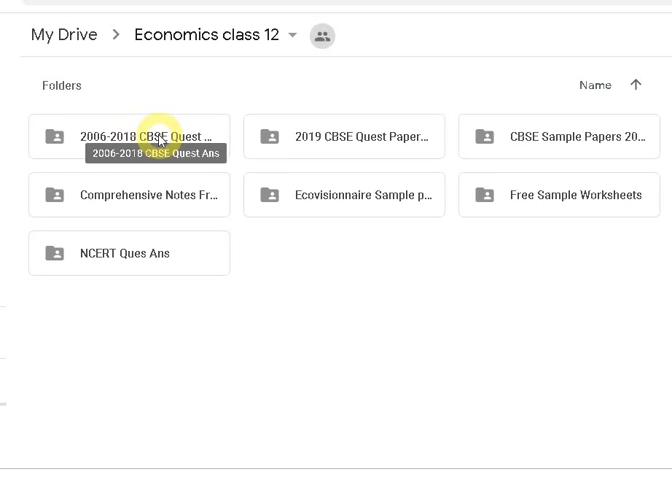 My Drive > Economics class 12
Folders
Name
2006-2018 CBSE Quest ...
2019 CBSE Quest Paper...
CBSE Sample Papers 20...
2006-2018 CBSE Quest Ans
Comprehensive Notes Fr...
Ecovisionnaire Sample p...
Free Sample Worksheets
NCERT Ques Ans